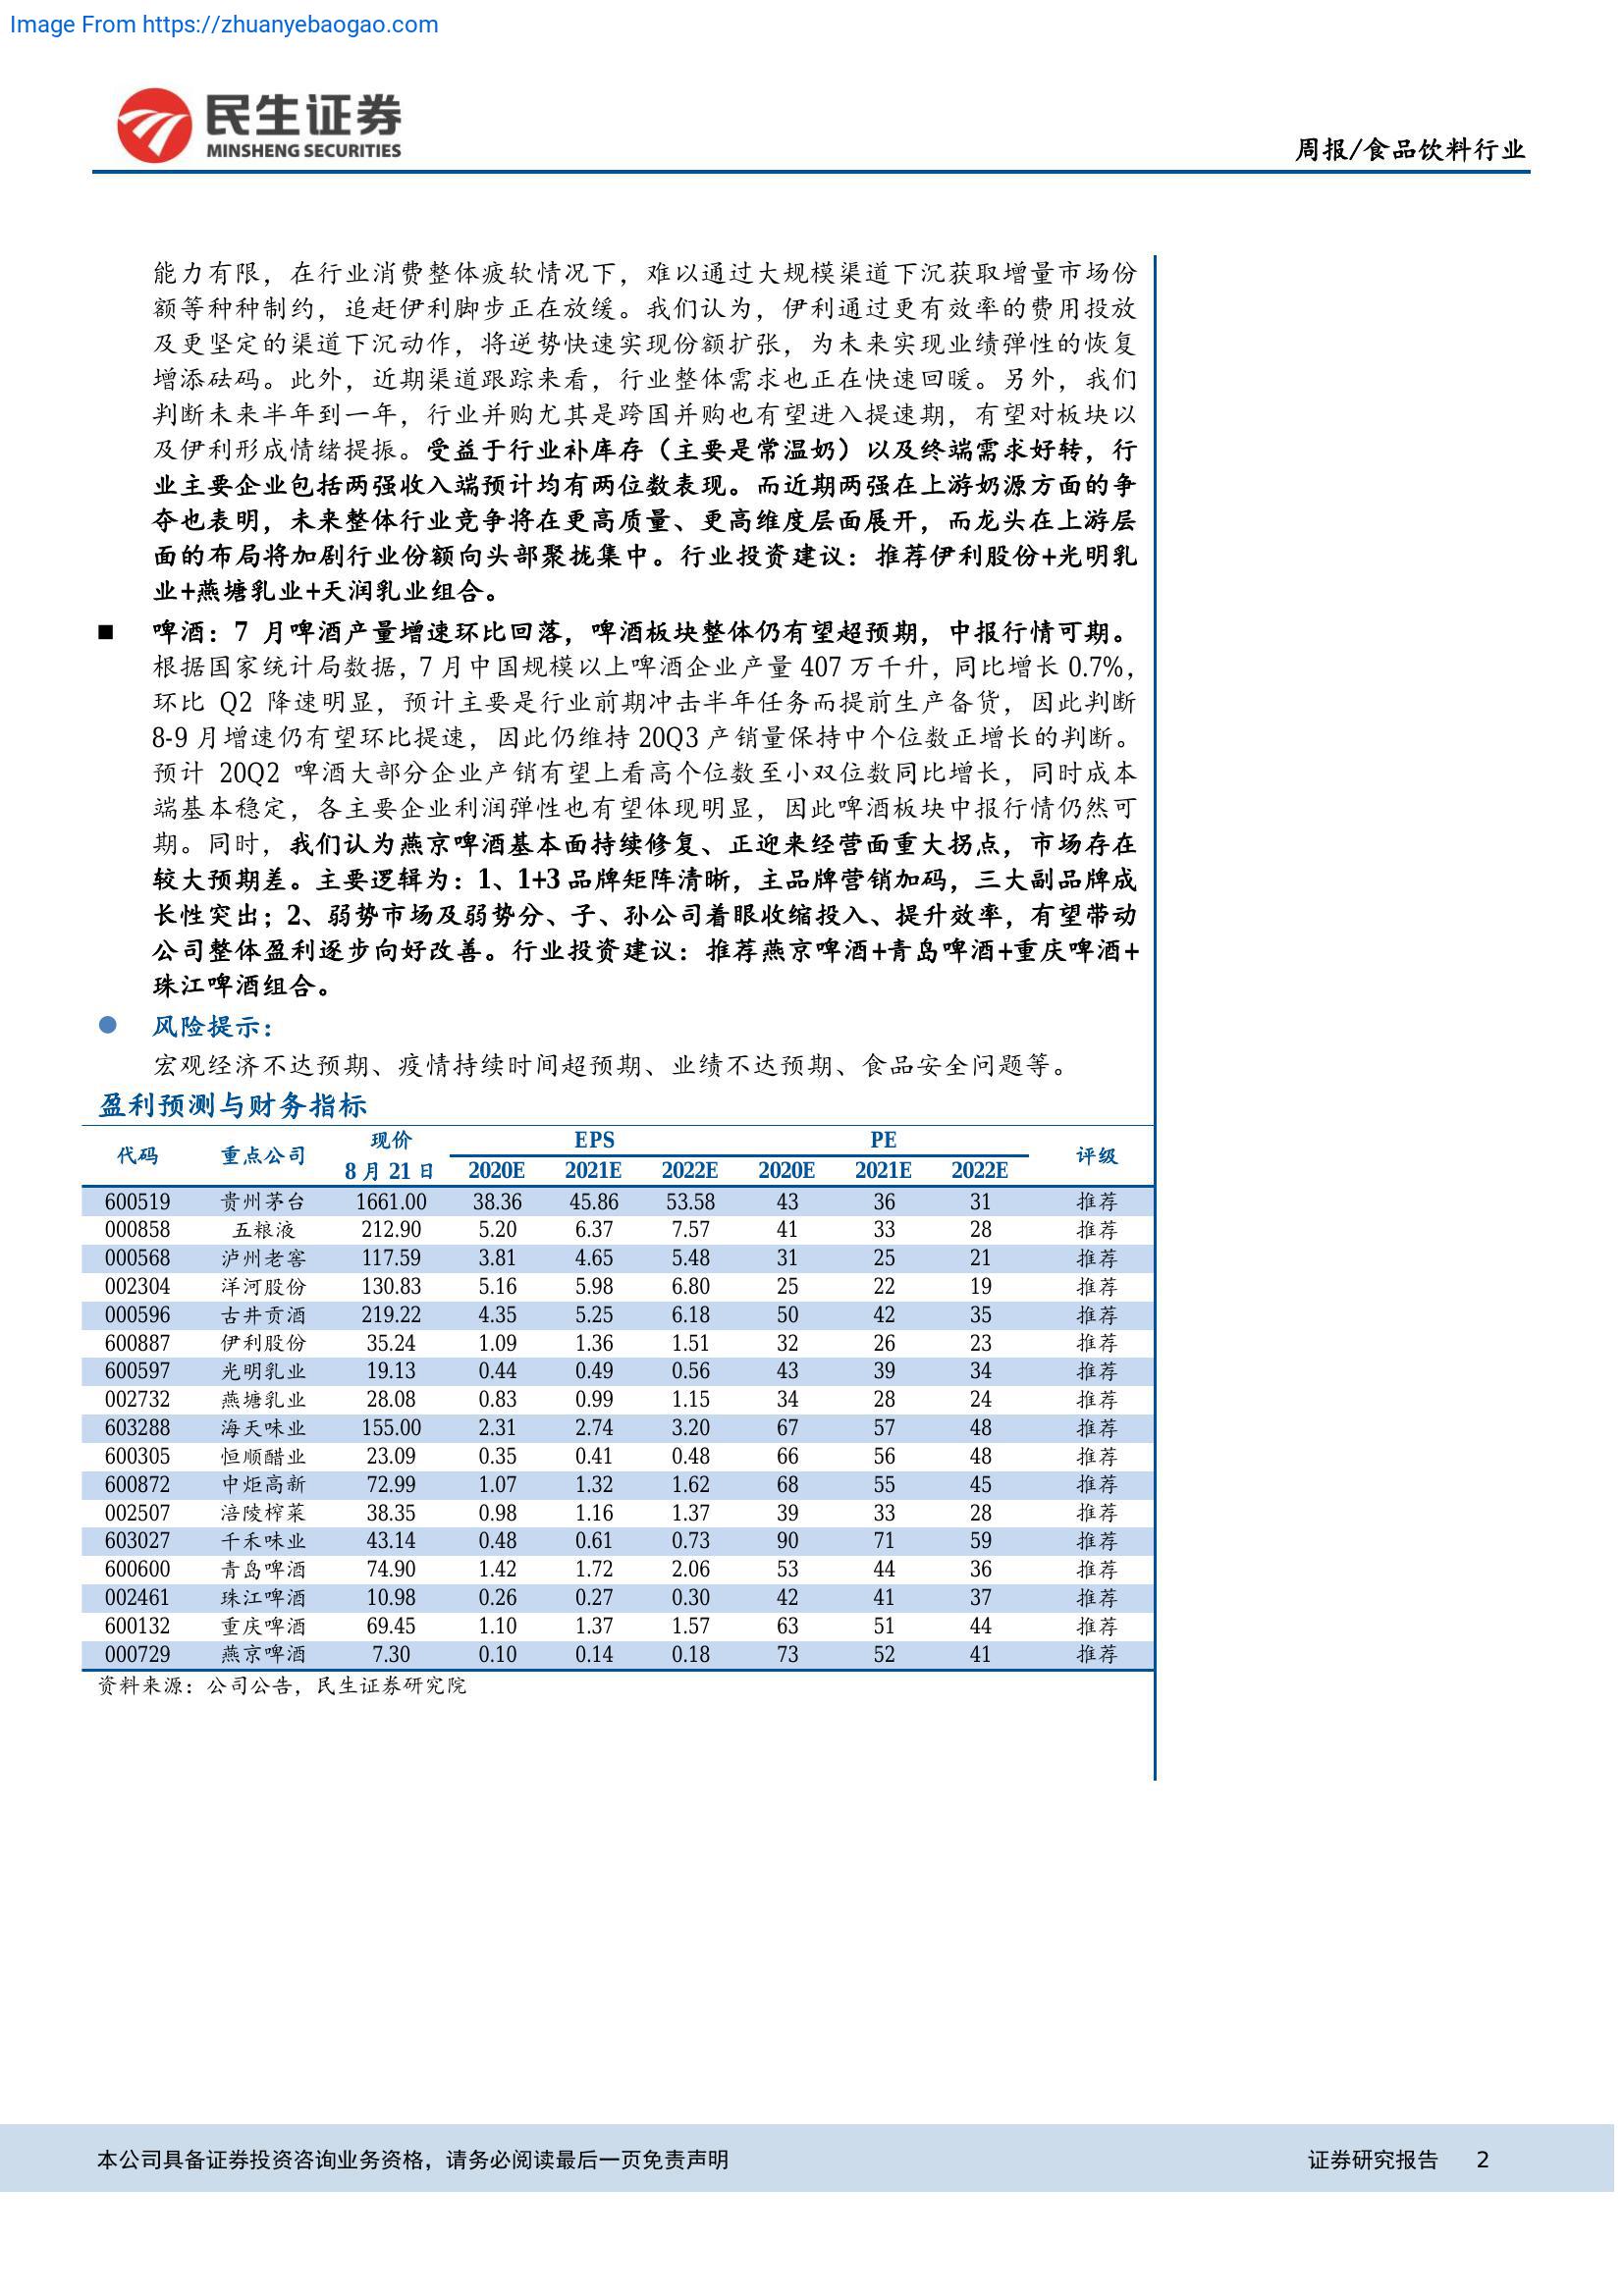 Image From https://zhuanyebaogao.com
民生证券
MINSHENG SECURITIES
周报/食品饮料行业
能力有限，在行业消费整体疲软情况下，难以通过大规模渠道下沉获取增量市场份
额等种种制约，追赶伊利脚步正在放缓。我们认为，伊利通过更有效率的费用投放
及更坚定的渠道下沉动作，将逆势快速实现份额扩张，为未来实现业绩弹性的恢复
增添砝码。此外，近期渠道跟踪来看，行业整体需求也正在快速回暖。另外，我们
判断未来半年到一年，行业并购尤其是跨国并购也有望进入提速期，有望对板块以
及伊利形成情绪提振。受益于行业补库存（主要是常温奶）以及终端需求好转，行
业主要企业包括两强收入端预计均有两位数表现。而近期两强在上游奶源方面的争
夺也表明，未来整体行业竞争将在更高质量、更高维度层面展开，而龙头在上游层
面的布局将加剧行业份额向头部聚拢集中。行业投资建议：推荐伊利股份+光明乳
业+燕塘乳业+天润乳业组合。
■ 啤酒：7 月啤酒产量增速环比回落，啤酒板块整体仍有望超预期，中报行情可期。
根据国家统计局数据，7 月中国规模以上啤酒企业产量 407 万千升，同比增长 0.7%，
环比 Q2 降速明显，预计主要是行业前期冲击半年任务而提前生产备货，因此判断
8-9 月增速仍有望环比提速，因此仍维持 20Q3 产销量保持中个位数正增长的判断。
预计 20Q2 啤酒大部分企业产销有望上看高个位数至小双位数同比增长，同时成本
端基本稳定，各主要企业利润弹性也有望体现明显，因此啤酒板块中报行情仍然可
期。同时，我们认为燕京啤酒基本面持续修复、正迎来经营面重大拐点，市场存在
较大预期差。主要逻辑为：1、1+3 品牌矩阵清晰，主品牌营销加码，三大副品牌成
长性突出；2、弱势市场及弱势分、子、孙公司着眼收缩投入、提升效率，有望带动
公司整体盈利逐步向好改善。行业投资建议：推荐燕京啤酒+青岛啤酒+重庆啤酒+
珠江啤酒组合。
● 风险提示：
宏观经济不达预期、疫情持续时间超预期、业绩不达预期、食品安全问题等。
盈利预测与财务指标
代码 重点公司 现价 EPS PE 评级
8 月 21 日 2020E 2021E 2022E 2020E 2021E 2022E
600519 贵州茅台 1661.00 38.36 45.86 53.58 43 36 31 推荐
000858 五粮液 212.90 5.20 6.37 7.57 41 33 28 推荐
000568 泸州老窖 117.59 3.81 4.65 5.48 31 25 21 推荐
002304 洋河股份 130.83 5.16 5.98 6.80 25 22 19 推荐
000596 古井贡酒 219.22 4.35 5.25 6.18 50 42 35 推荐
600887 伊利股份 35.24 1.09 1.36 1.51 32 26 23 推荐
600597 光明乳业 19.13 0.44 0.49 0.56 43 39 34 推荐
002732 燕塘乳业 28.08 0.83 0.99 1.15 34 28 24 推荐
603288 海天味业 155.00 2.31 2.74 3.20 67 57 48 推荐
600305 恒顺醋业 23.09 0.35 0.41 0.48 66 56 48 推荐
600872 中炬高新 72.99 1.07 1.32 1.62 68 55 45 推荐
002507 涪陵榨菜 38.35 0.98 1.16 1.37 39 33 28 推荐
603027 千禾味业 43.14 0.48 0.61 0.73 90 71 59 推荐
600600 青岛啤酒 74.90 1.42 1.72 2.06 53 44 36 推荐
002461 珠江啤酒 10.98 0.26 0.27 0.30 42 41 37 推荐
600132 重庆啤酒 69.45 1.10 1.37 1.57 63 51 44 推荐
000729 燕京啤酒 7.30 0.10 0.14 0.18 73 52 41 推荐
资料来源：公司公告，民生证券研究院
本公司具备证券投资咨询业务资格，请务必阅读最后一页免责声明 证券研究报告 2